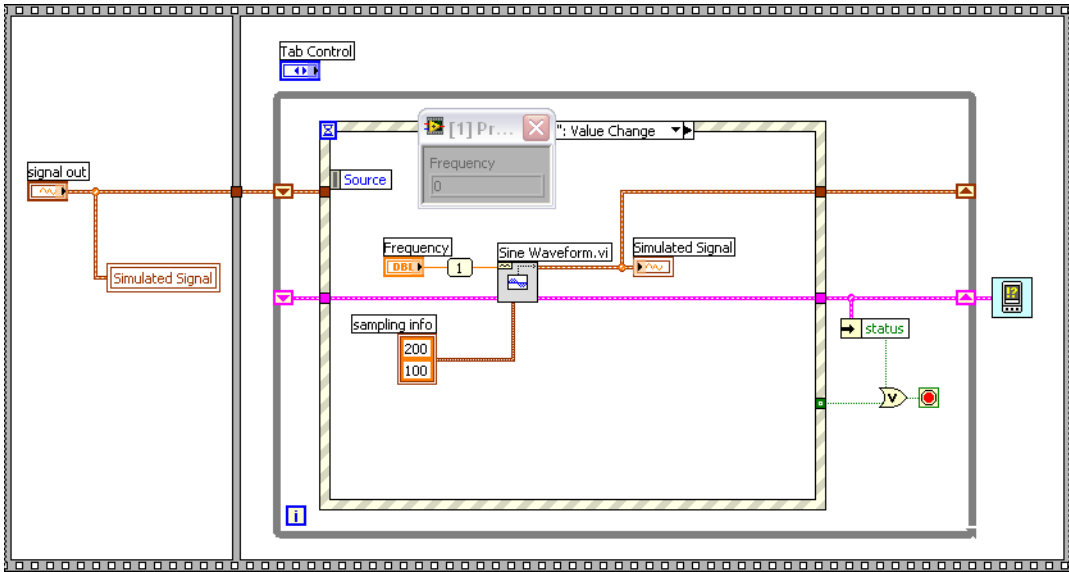 Tab Control
[1] Pr...
": Value Change
signal out
Source
Frequency
0
Simulated Signal
Frequency
DBL
1
Sine Waveform.vi
Simulated Signal
sampling info
200
100
status
V
!?
i